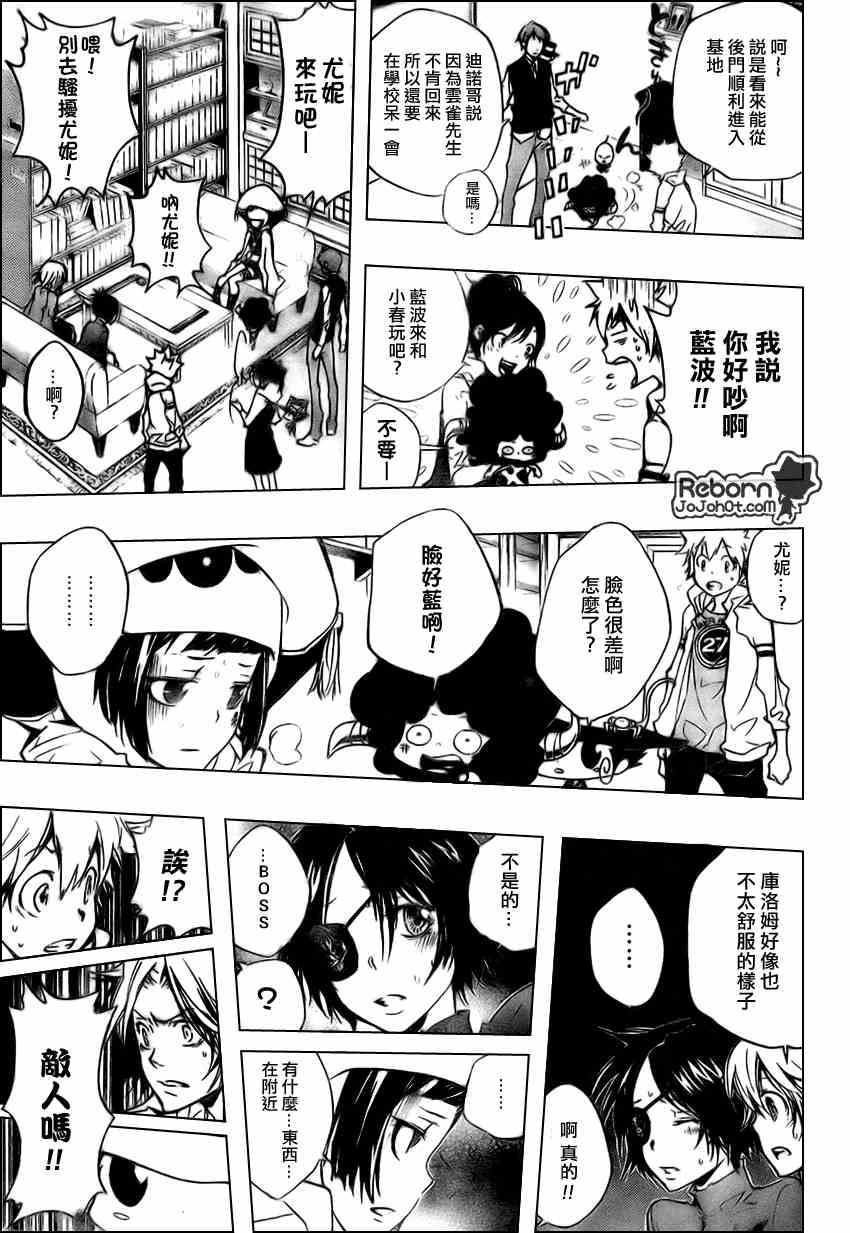 呵~
說是看來能從
後門順利進入
基地
迪諾哥說
因為雲雀先生
不肯回來
所以還要
在學校呆一會
是嗎…
尤妮
來玩吧—
喂！
別去騷擾尤妮！
吶尤妮!!
…啊？
我說
你好吵啊
藍波!!
藍波來和
小春玩吧？
不要—
Reborn
JoJoHot.com
尤妮…？
27
臉色很差啊
怎麼了？
臉好藍啊！
……
……
庫洛姆好像也
不太舒服的樣子
……
啊 真的!!
不是的…
…BOSS
？
有什麼…東西…
在附近
誒!?
敵人嗎!!